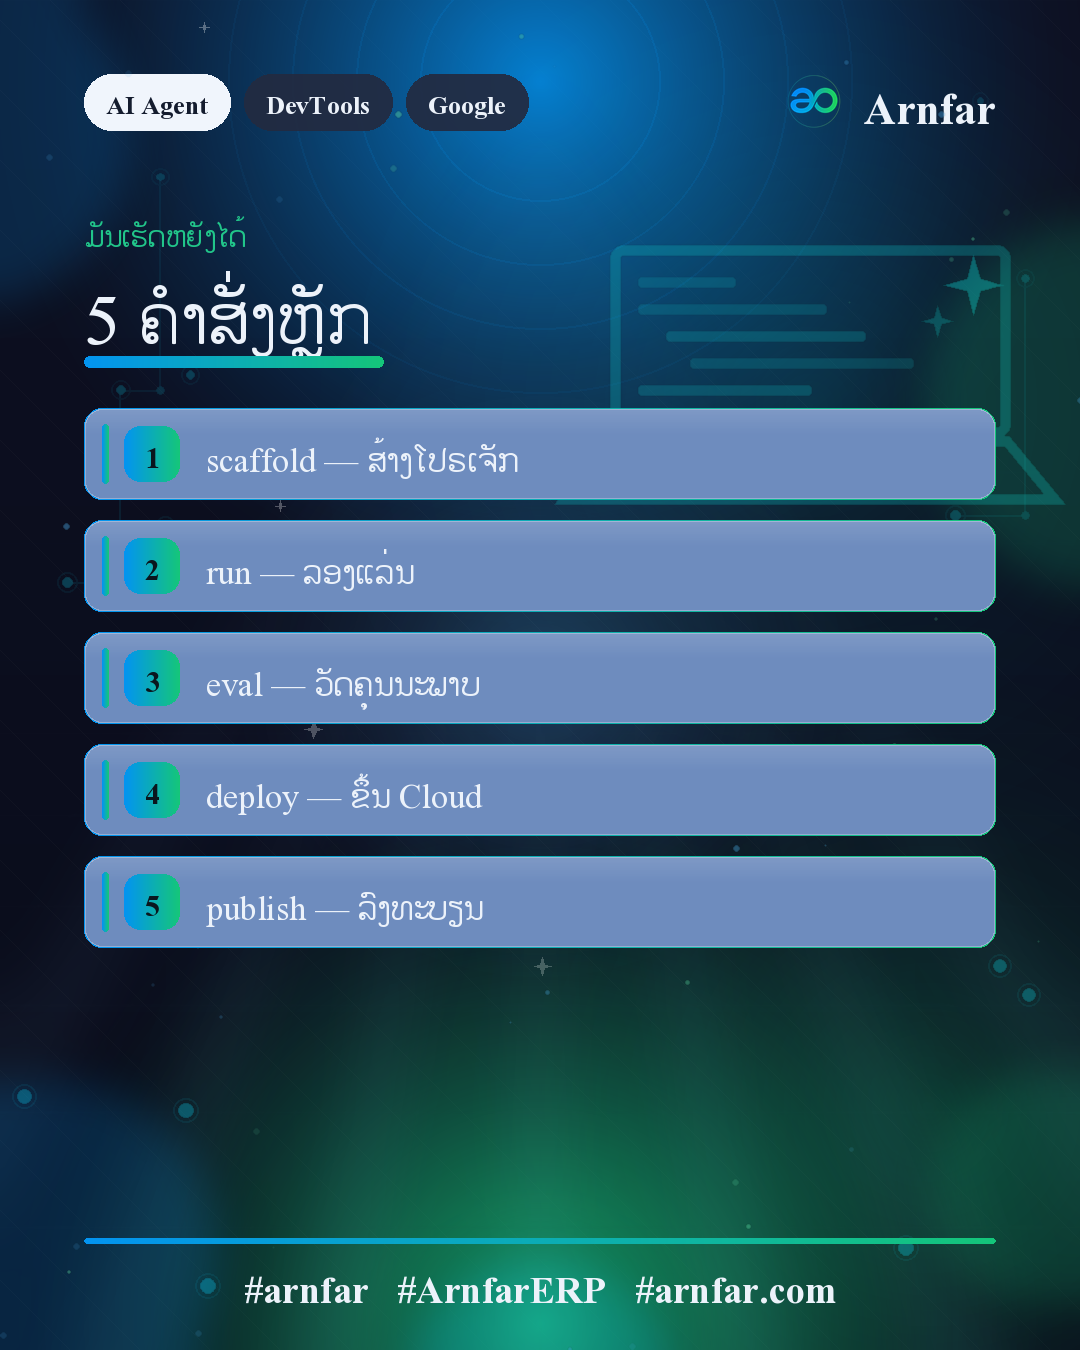 AI Agent DevTools Google Arnfar
ມັນເຮັດຫຍັງໄດ້
5 ຄຳສັ່ງຫຼັກ
1 scaffold — ສ້າງໂປຣເຈັກ
2 run — ລອງແລ່ນ
3 eval — ວັດຄຸນນະພາບ
4 deploy — ຂຶ້ນ Cloud
5 publish — ລົງທະບຽນ
#arnfar #ArnfarERP #arnfar.com